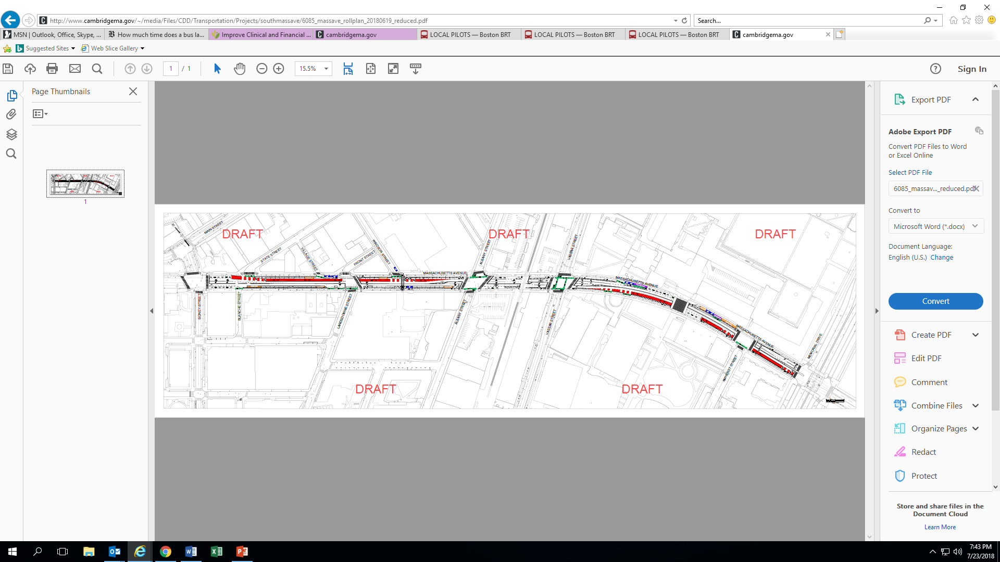 http://www.cambridgema.gov/~/media/Files/CDD/Transportation/Projects/southmassave/6085_massave_rollplan_20180619_reduced.pdf
Search...
MSN | Outlook, Office, Skype, ...
How much time does a bus la...
Improve Clinical and Financial ...
cambridgema.gov
LOCAL PILOTS — Boston BRT
LOCAL PILOTS — Boston BRT
LOCAL PILOTS — Boston BRT
cambridgema.gov
Suggested Sites
Web Slice Gallery
1 / 1
15.5%
Sign In
Page Thumbnails
1
DRAFT
DRAFT
DRAFT
MAIN STREET
STATE STREET
VILLAGE STREET
FRONT STREET
WINDSOR STREET
MASSACHUSETTS AVENUE
ALBANY STREET
VASSAR STREET
MASSACHUSETTS AVENUE
SIDNEY STREET
BLANCHE STREET
LANSDOWNE STREET
ALBANY STREET
VASSAR STREET
MASSACHUSETTS AVENUE
AMHERST STREET
MEMORIAL DRIVE
DRAFT
DRAFT
Export PDF
Adobe Export PDF
Convert PDF Files to Word
or Excel Online
Select PDF File
6085_massav..._reduced.pdf
Convert to
Microsoft Word (*.docx)
Document Language:
English (U.S.) Change
Convert
Create PDF
Edit PDF
Comment
Combine Files
Organize Pages
Redact
Protect
Store and share files in the
Document Cloud
Learn More
7:43 PM
7/23/2018